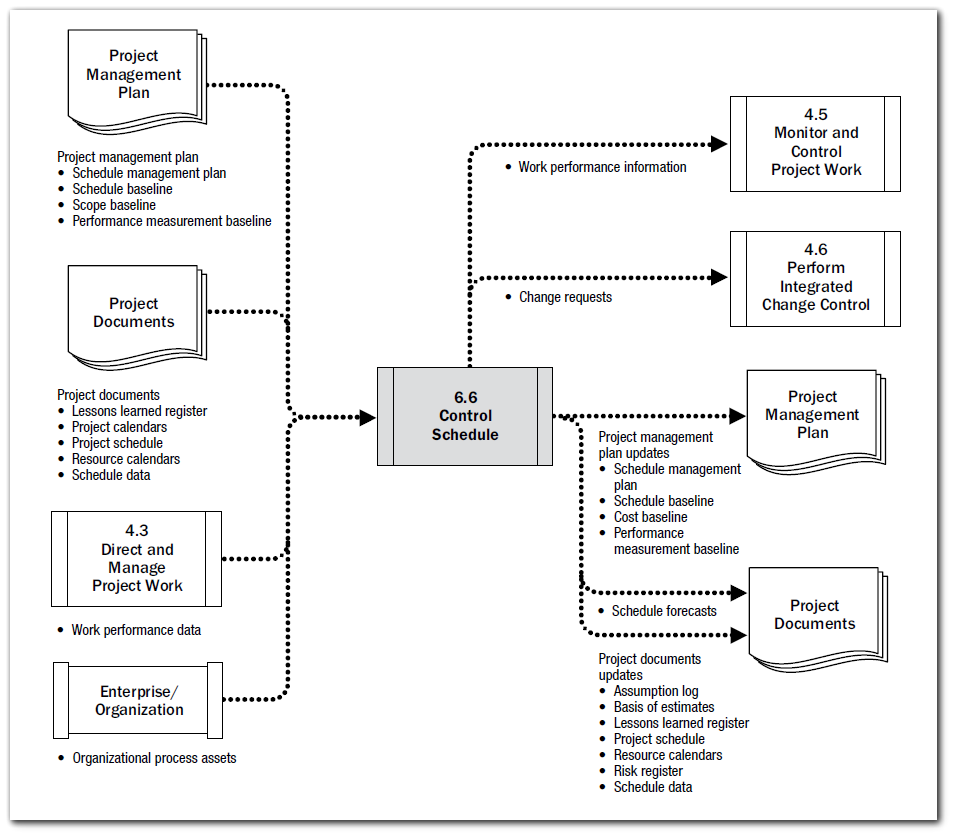 Project
Management
Plan
Project management plan
• Schedule management plan
• Schedule baseline
• Scope baseline
• Performance measurement baseline
Project
Documents
Project documents
• Lessons learned register
• Project calendars
• Project schedule
• Resource calendars
• Schedule data
4.3
Direct and
Manage
Project Work
• Work performance data
Enterprise/
Organization
• Organizational process assets
6.6
Control
Schedule
• Work performance information
4.5
Monitor and
Control
Project Work
• Change requests
4.6
Perform
Integrated
Change Control
Project management
plan updates
• Schedule management
plan
• Schedule baseline
• Cost baseline
• Performance
measurement baseline
Project
Management
Plan
• Schedule forecasts
Project
Documents
Project documents
updates
• Assumption log
• Basis of estimates
• Lessons learned register
• Project schedule
• Resource calendars
• Risk register
• Schedule data